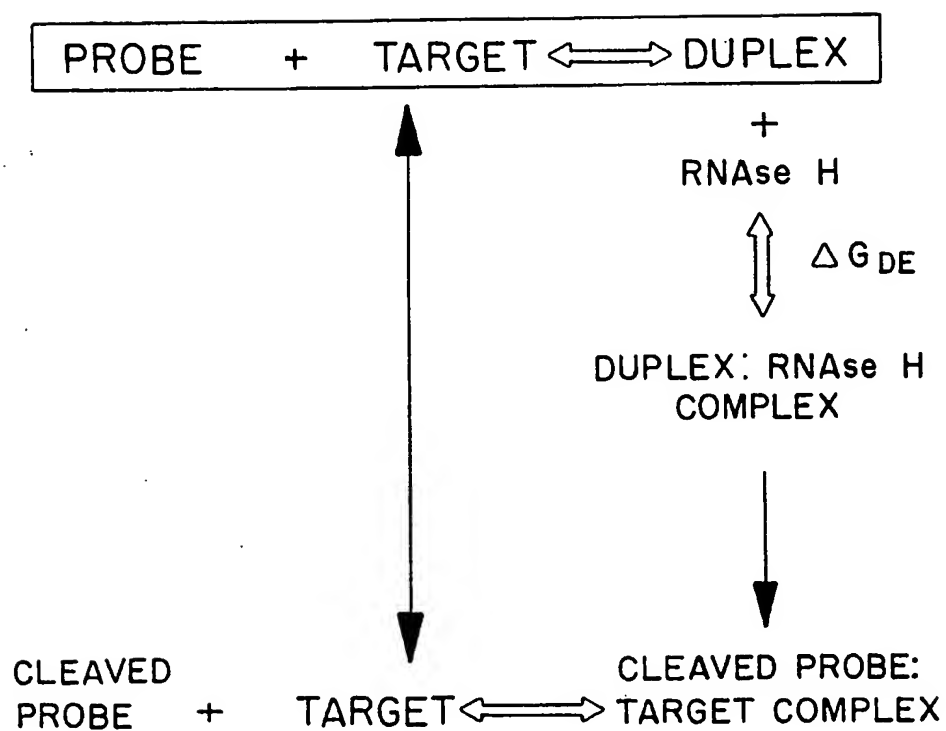 PROBE + TARGET DUPLEX
+
RNAse H
ΔG DE
DUPLEX: RNAse H
COMPLEX
CLEAVED
PROBE + TARGET
CLEAVED PROBE:
TARGET COMPLEX